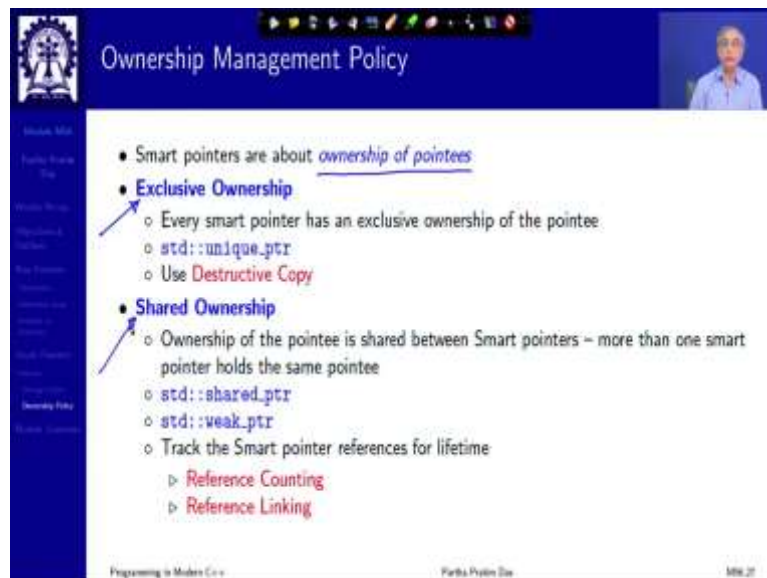 Ownership Management Policy
• Smart pointers are about ownership of pointees
• Exclusive Ownership
◦ Every smart pointer has an exclusive ownership of the pointee
◦ std::unique_ptr
◦ Use Destructive Copy
• Shared Ownership
◦ Ownership of the pointee is shared between Smart pointers – more than one smart
pointer holds the same pointee
◦ std::shared_ptr
◦ std::weak_ptr
◦ Track the Smart pointer references for lifetime
▷ Reference Counting
▷ Reference Linking
Ownership Policy
Programming in Modern C++